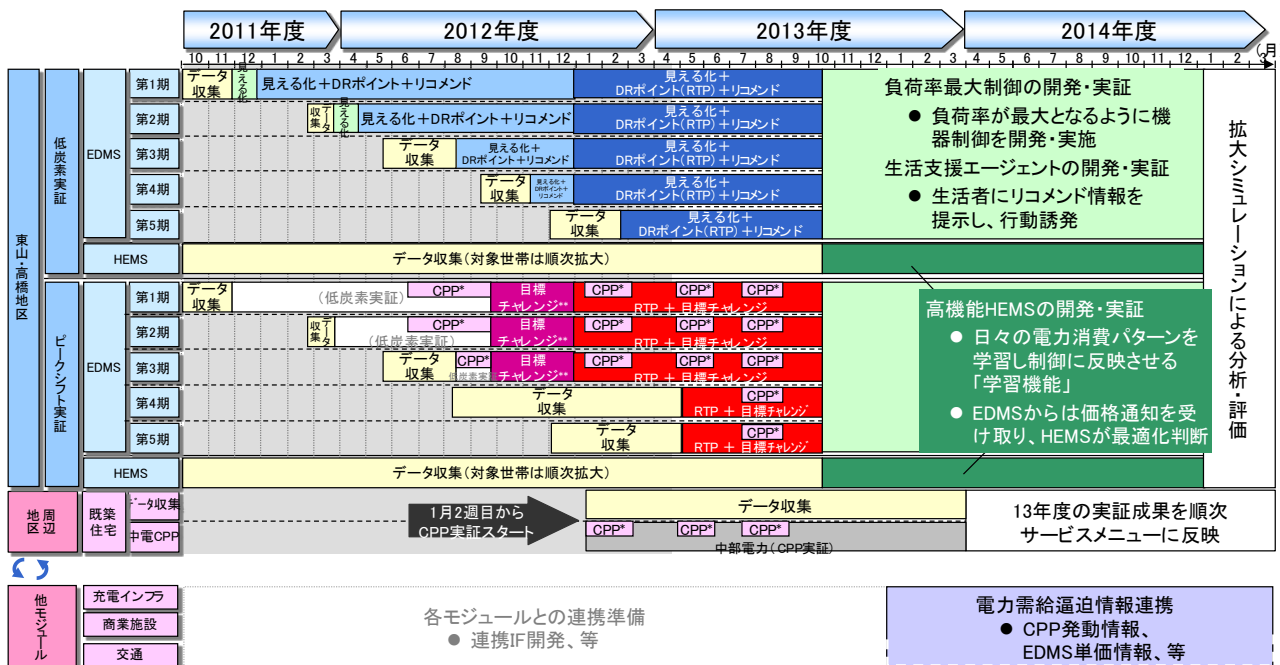 2011年度
2012年度
2013年度
2014年度
(月
10 11 12 1 2 3 4 5 6 7 8 9 10 11 12 1 2 3 4 5 6 7 8 9 10 11 12 1 2 3 4 5 6 7 8 9 10 11 12 1 2 3
東山・高橋地区
低炭素実証
EDMS
第1期
データ
収集
見える化
見える化+DRポイント+リコメンド
見える化+
DRポイント(RTP)+リコメンド
第2期
データ
収集
見える化
見える化+DRポイント+リコメンド
見える化+
DRポイント(RTP)+リコメンド
第3期
データ
収集
見える化+
DRポイント+リコメンド
見える化+
DRポイント(RTP)+リコメンド
第4期
データ
収集
見える化+
DRポイント+
リコメンド
見える化+
DRポイント(RTP)+リコメンド
第5期
データ
収集
見える化+
DRポイント(RTP)+リコメンド
HEMS
データ収集(対象世帯は順次拡大)
負荷率最大制御の開発・実証
● 負荷率が最大となるように機
器制御を開発・実施
生活支援エージェントの開発・実証
● 生活者にリコメンド情報を
提示し、行動誘発
拡大シミュレーションによる分析・評価
ピークシフト実証
EDMS
第1期
データ
収集
(低炭素実証)
CPP*
目標
チャレンジ**
CPP* CPP* CPP*
RTP + 目標チャレンジ
第2期
データ
収集
(低炭素実証)
CPP*
目標
チャレンジ**
CPP* CPP* CPP*
RTP + 目標チャレンジ
第3期
データ
収集
CPP*
低炭素実証
目標
チャレンジ**
CPP* CPP* CPP*
RTP + 目標チャレンジ
第4期
データ
収集
CPP*
RTP + 目標チャレンジ
第5期
データ
収集
CPP*
RTP + 目標チャレンジ
HEMS
データ収集(対象世帯は順次拡大)
高機能HEMSの開発・実証
● 日々の電力消費パターンを
学習し制御に反映させる
「学習機能」
● EDMSからは価格通知を受
け取り、HEMSが最適化判断
周辺
地区
既築
住宅
データ収集
中電CPP
1月2週目から
CPP実証スタート
データ収集
CPP* CPP* CPP*
中部電力(CPP実証)
13年度の実証成果を順次
サービスメニューに反映
他モジュール
充電インフラ
商業施設
交通
各モジュールとの連携準備
● 連携IF開発、等
電力需給逼迫情報連携
● CPP発動情報、
EDMS単価情報、等